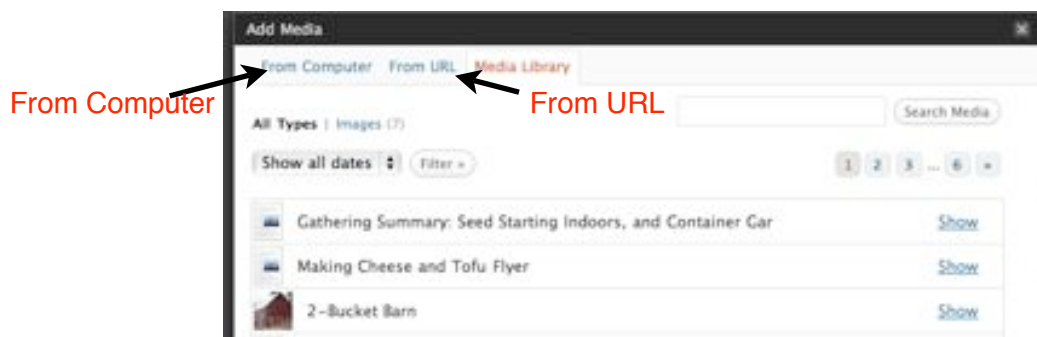 Add Media
From Computer From URL Media Library
From Computer
From URL
Search Media
All Types | Images (7)
Show all dates Filter »
1 2 3 ... 6 »
Gathering Summary: Seed Starting Indoors, and Container Gar Show
Making Cheese and Tofu Flyer Show
2-Bucket Barn Show